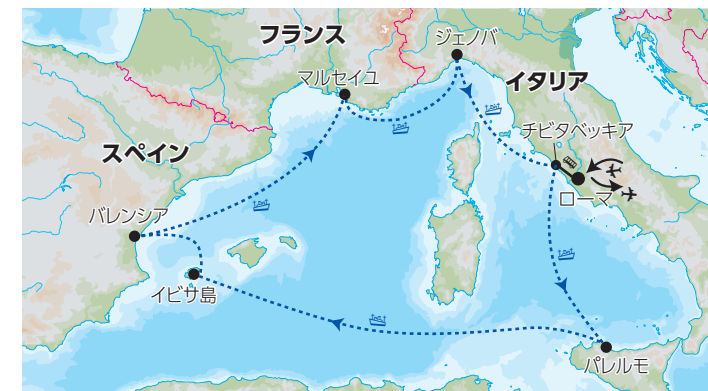 フランス
ジェノバ
マルセイユ
イタリア
チビタベッキア
スペイン
ローマ
バレンシア
イビサ島
パレルモ